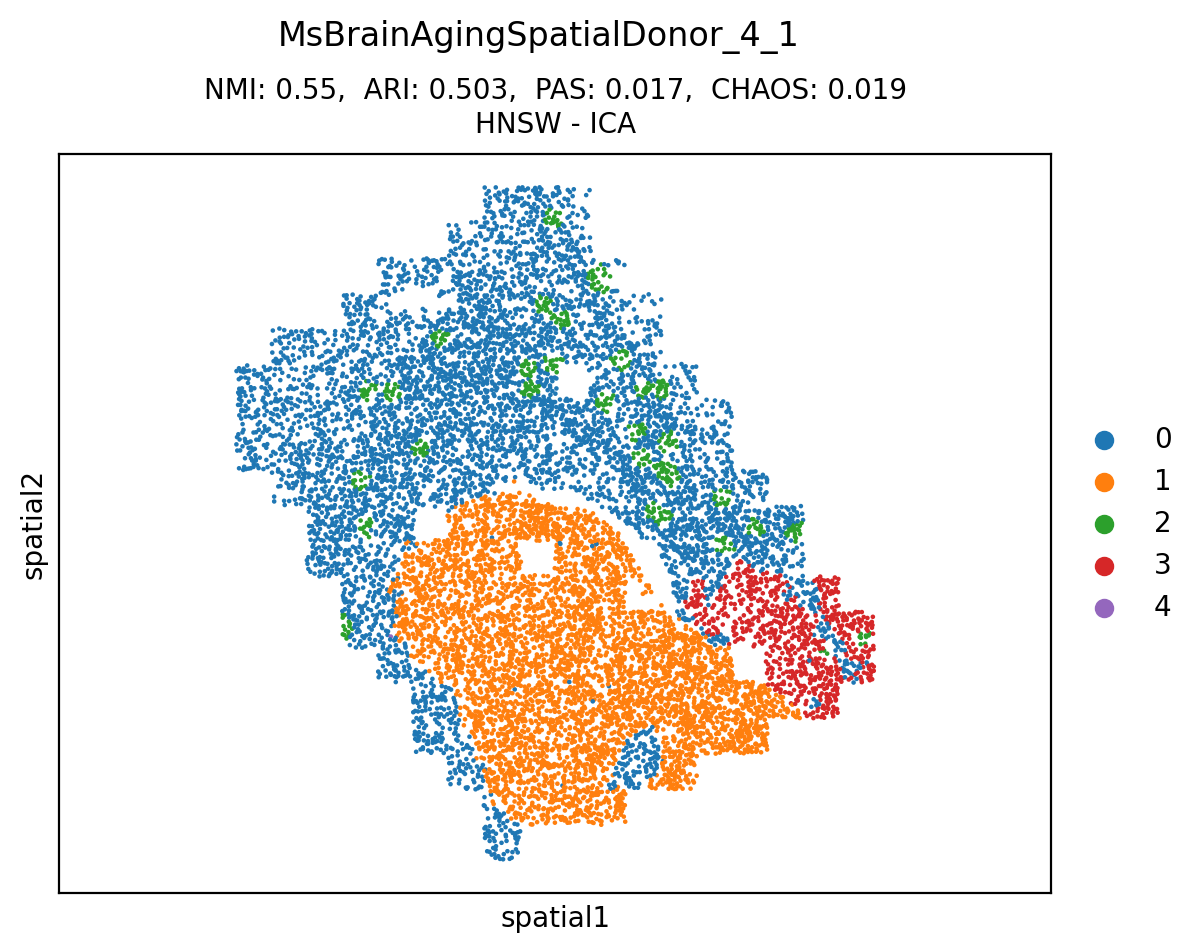 MsBrainAgingSpatialDonor_4_1
NMI: 0.55, ARI: 0.503, PAS: 0.017, CHAOS: 0.019
HNSW - ICA
spatial2
0
1
2
3
4
spatial1